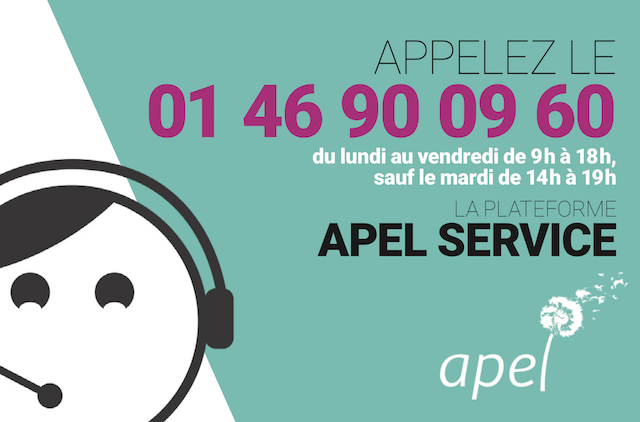 APPELEZ LE
01 46 90 09 60
du lundi au vendredi de 9h à 18h,
sauf le mardi de 14h à 19h
LA PLATEFORME
APEL SERVICE
apel